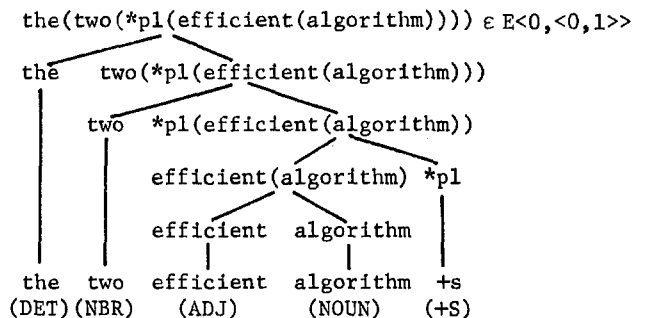 the(two(*pl(efficient(algorithm)))) ε E<0,<0,1>>
the two(*pl(efficient(algorithm)))
two *pl(efficient(algorithm))
efficient(algorithm) *pl
efficient algorithm
the two efficient algorithm +s
(DET) (NBR) (ADJ) (NOUN) (+S)